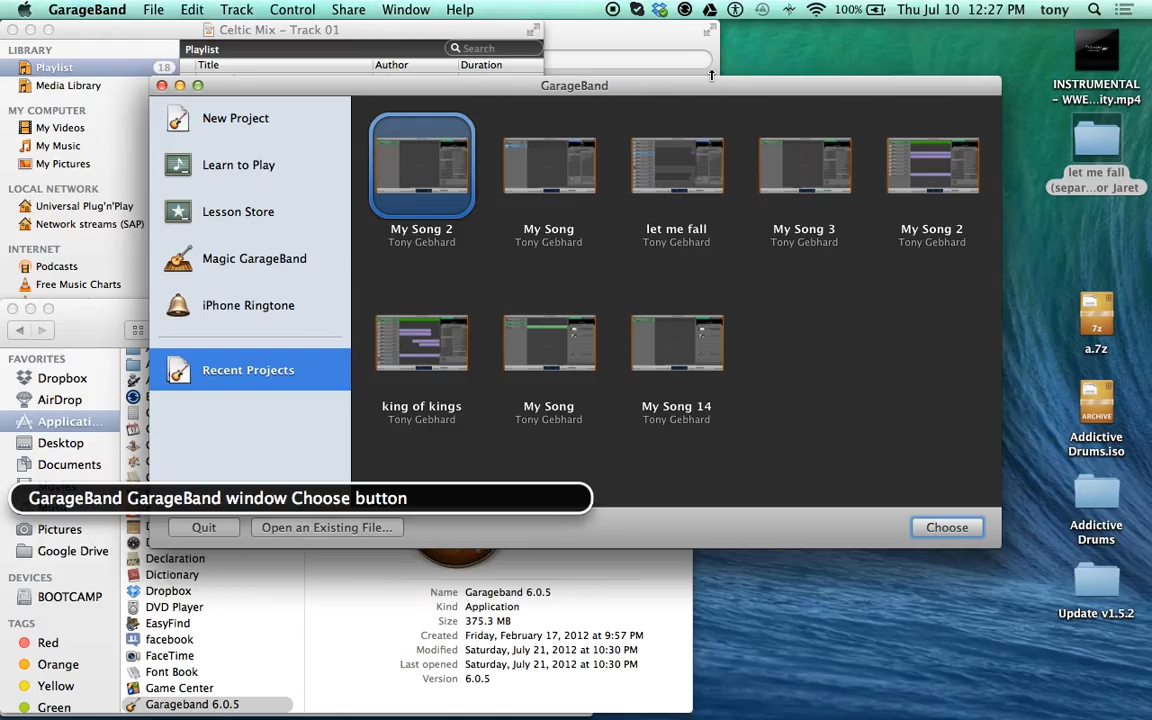 GarageBand File Edit Track Control Share Window Help 100% Thu Jul 10 12:27 PM tony
Celtic Mix – Track 01
LIBRARY
Playlist 18
Media Library
MY COMPUTER
My Videos
My Music
My Pictures
LOCAL NETWORK
Universal Plug'n'Play
Network streams (SAP)
INTERNET
Podcasts
Free Music Charts
Playlist
Search
Title Author Duration
GarageBand
New Project
Learn to Play
Lesson Store
Magic GarageBand
iPhone Ringtone
Recent Projects
My Song 2
Tony Gebhard
My Song
Tony Gebhard
let me fall
Tony Gebhard
My Song 3
Tony Gebhard
My Song 2
Tony Gebhard
king of kings
Tony Gebhard
My Song
Tony Gebhard
My Song 14
Tony Gebhard
GarageBand GarageBand window Choose button
Quit
Open an Existing File...
Choose
FAVORITES
Dropbox
AirDrop
Applicati...
Desktop
Documents
Pictures
Google Drive
DEVICES
BOOTCAMP
TAGS
Red
Orange
Yellow
Green
Declaration
Dictionary
Dropbox
DVD Player
EasyFind
facebook
FaceTime
Font Book
Game Center
Garageband 6.0.5
Name Garageband 6.0.5
Kind Application
Size 375.3 MB
Created Friday, February 17, 2012 at 9:57 PM
Modified Saturday, July 21, 2012 at 10:30 PM
Last opened Saturday, July 21, 2012 at 10:30 PM
Version 6.0.5
INSTRUMENTAL
- WWE...ity.mp4
let me fall
(separ...or Jaret
7z
a.7z
ARCHIVE
Addictive
Drums.iso
Addictive
Drums
Update v1.5.2